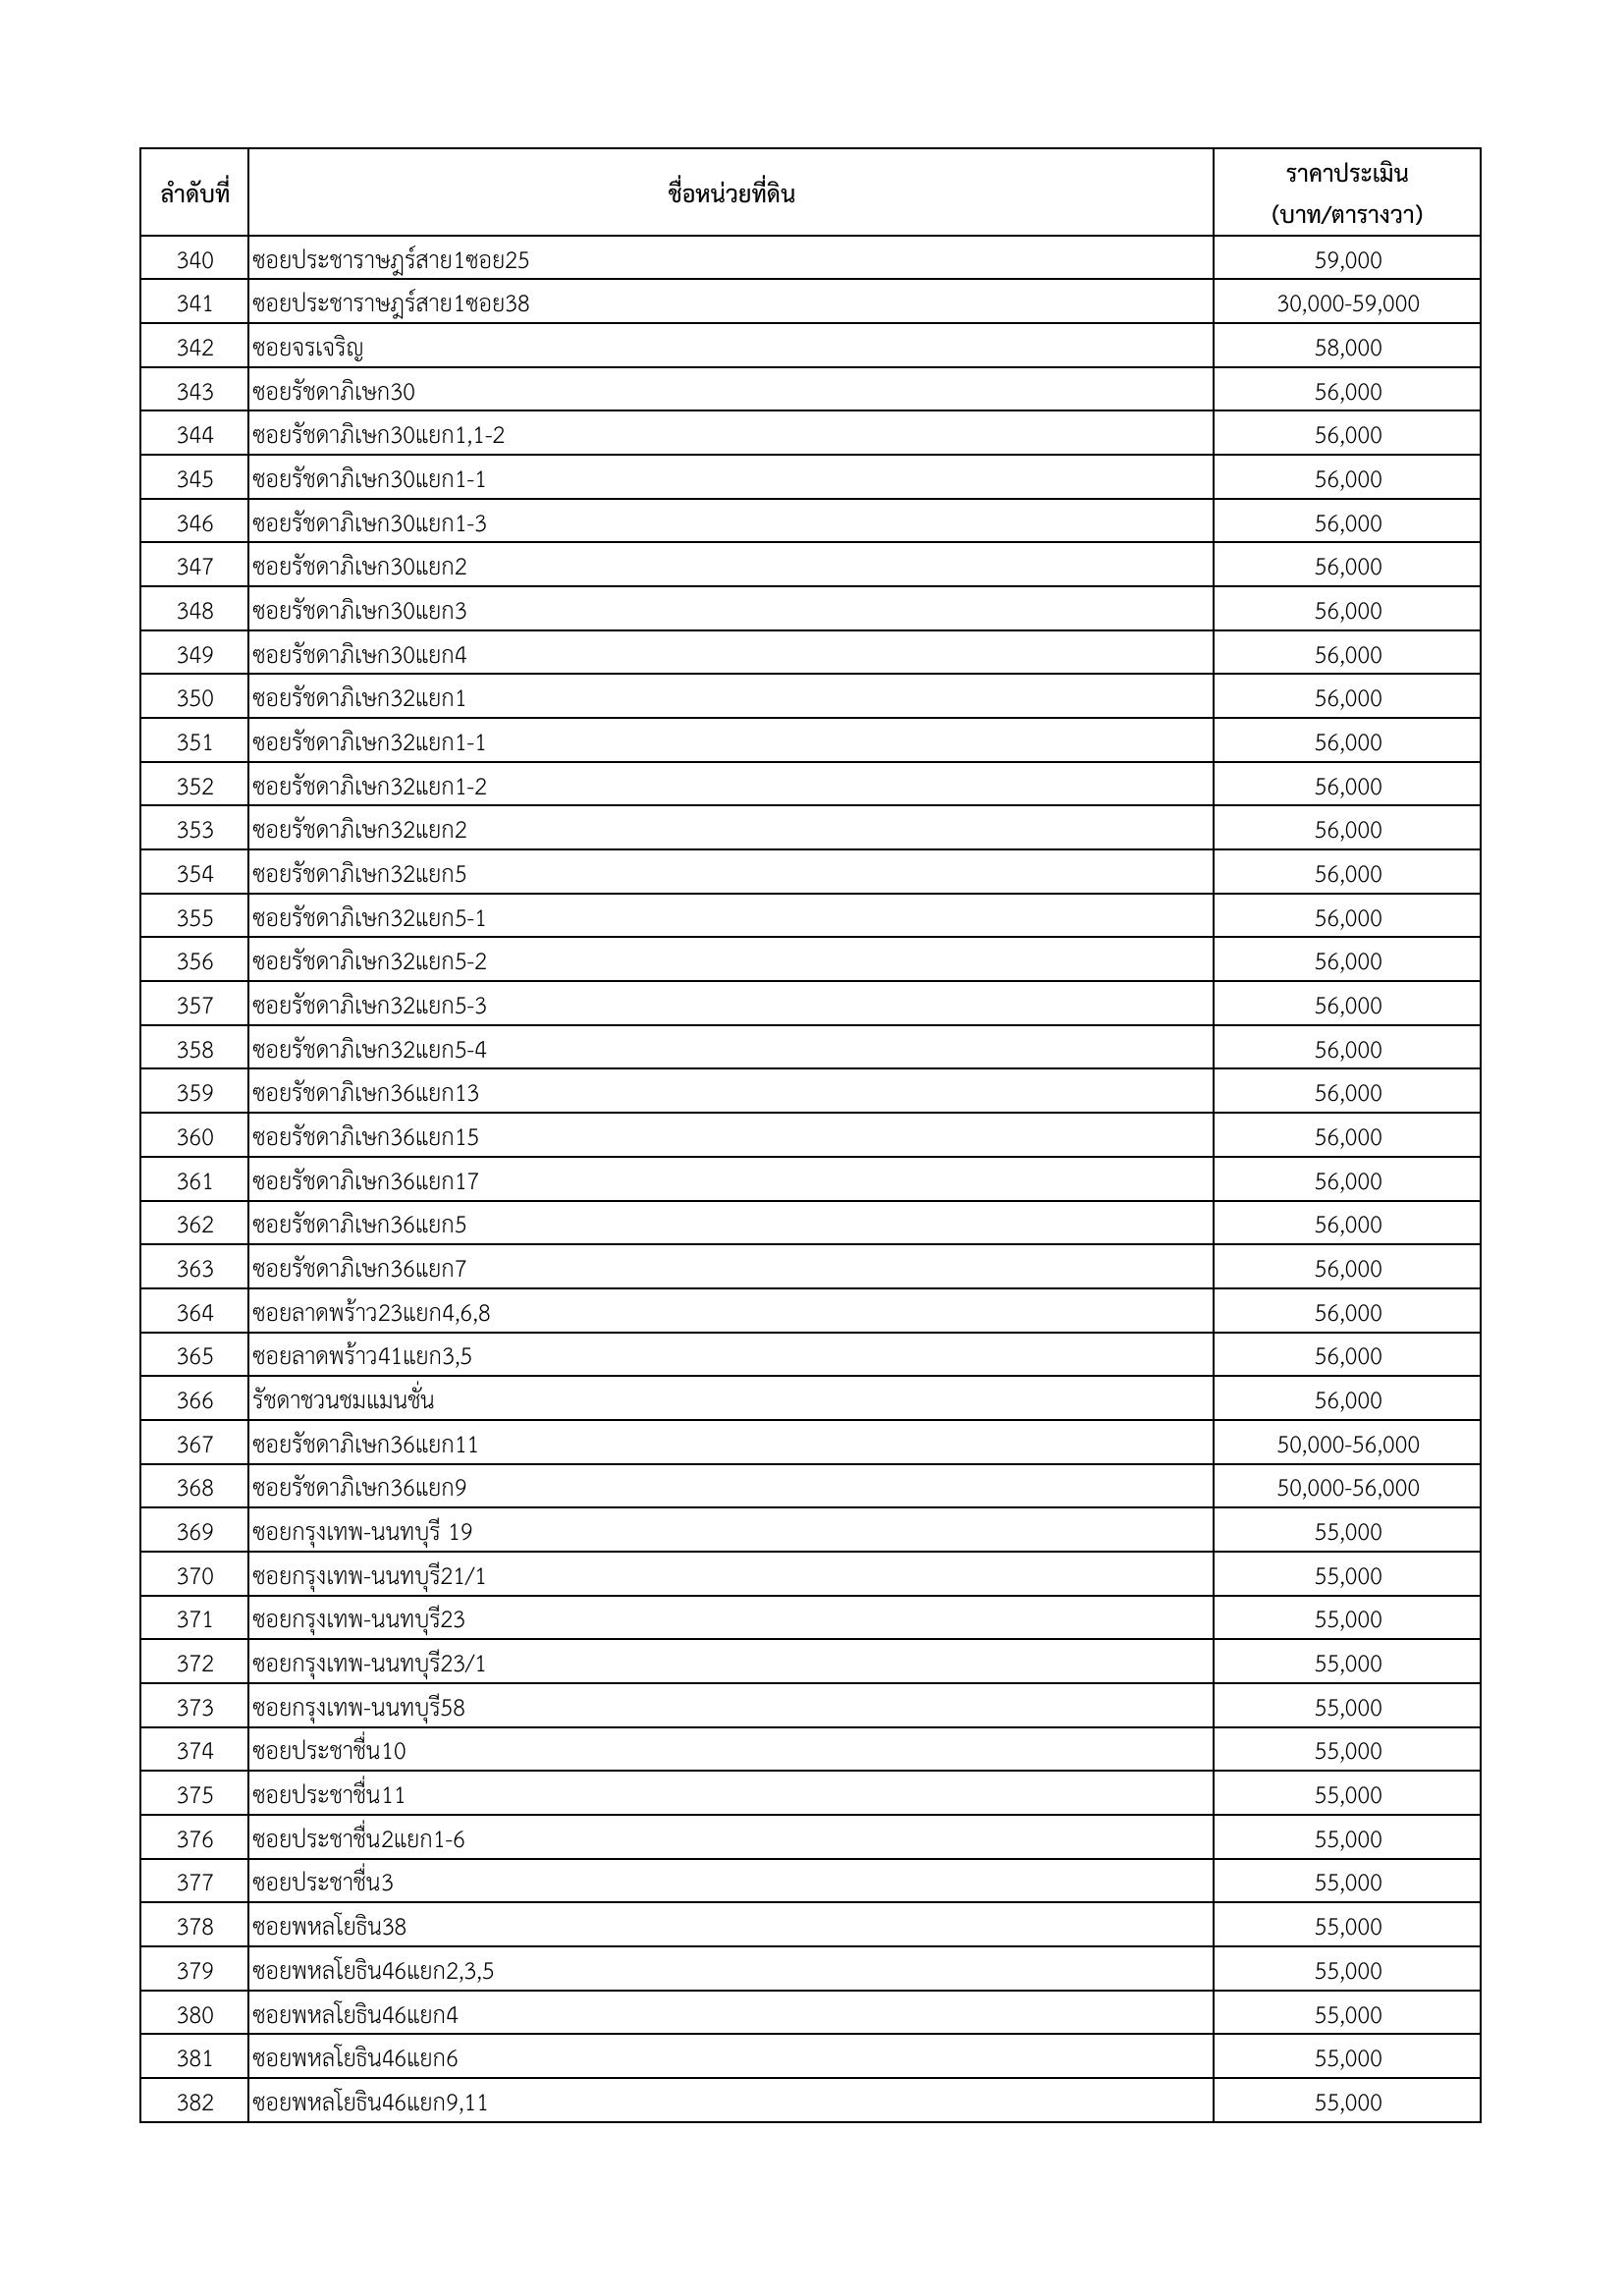 ลำดับที่ ชื่อหน่วยที่ดิน ราคาประเมิน
(บาท/ตารางวา)
340 ซอยประชาราษฎร์สาย1ซอย25 59,000
341 ซอยประชาราษฎร์สาย1ซอย38 30,000-59,000
342 ซอยจรเจริญ 58,000
343 ซอยรัชดาภิเษก30 56,000
344 ซอยรัชดาภิเษก30แยก1,1-2 56,000
345 ซอยรัชดาภิเษก30แยก1-1 56,000
346 ซอยรัชดาภิเษก30แยก1-3 56,000
347 ซอยรัชดาภิเษก30แยก2 56,000
348 ซอยรัชดาภิเษก30แยก3 56,000
349 ซอยรัชดาภิเษก30แยก4 56,000
350 ซอยรัชดาภิเษก32แยก1 56,000
351 ซอยรัชดาภิเษก32แยก1-1 56,000
352 ซอยรัชดาภิเษก32แยก1-2 56,000
353 ซอยรัชดาภิเษก32แยก2 56,000
354 ซอยรัชดาภิเษก32แยก5 56,000
355 ซอยรัชดาภิเษก32แยก5-1 56,000
356 ซอยรัชดาภิเษก32แยก5-2 56,000
357 ซอยรัชดาภิเษก32แยก5-3 56,000
358 ซอยรัชดาภิเษก32แยก5-4 56,000
359 ซอยรัชดาภิเษก36แยก13 56,000
360 ซอยรัชดาภิเษก36แยก15 56,000
361 ซอยรัชดาภิเษก36แยก17 56,000
362 ซอยรัชดาภิเษก36แยก5 56,000
363 ซอยรัชดาภิเษก36แยก7 56,000
364 ซอยลาดพร้าว23แยก4,6,8 56,000
365 ซอยลาดพร้าว41แยก3,5 56,000
366 รัชดาชวนชมแมนชั่น 56,000
367 ซอยรัชดาภิเษก36แยก11 50,000-56,000
368 ซอยรัชดาภิเษก36แยก9 50,000-56,000
369 ซอยกรุงเทพ-นนทบุรี 19 55,000
370 ซอยกรุงเทพ-นนทบุรี21/1 55,000
371 ซอยกรุงเทพ-นนทบุรี23 55,000
372 ซอยกรุงเทพ-นนทบุรี23/1 55,000
373 ซอยกรุงเทพ-นนทบุรี58 55,000
374 ซอยประชาชื่น10 55,000
375 ซอยประชาชื่น11 55,000
376 ซอยประชาชื่น2แยก1-6 55,000
377 ซอยประชาชื่น3 55,000
378 ซอยพหลโยธิน38 55,000
379 ซอยพหลโยธิน46แยก2,3,5 55,000
380 ซอยพหลโยธิน46แยก4 55,000
381 ซอยพหลโยธิน46แยก6 55,000
382 ซอยพหลโยธิน46แยก9,11 55,000